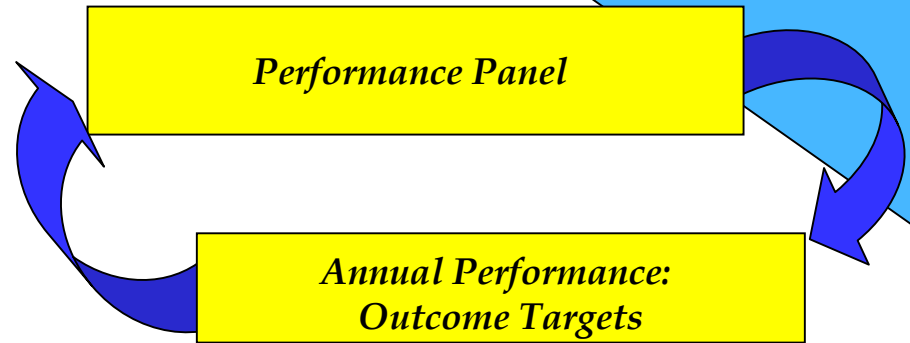 Performance Panel
Annual Performance:
Outcome Targets